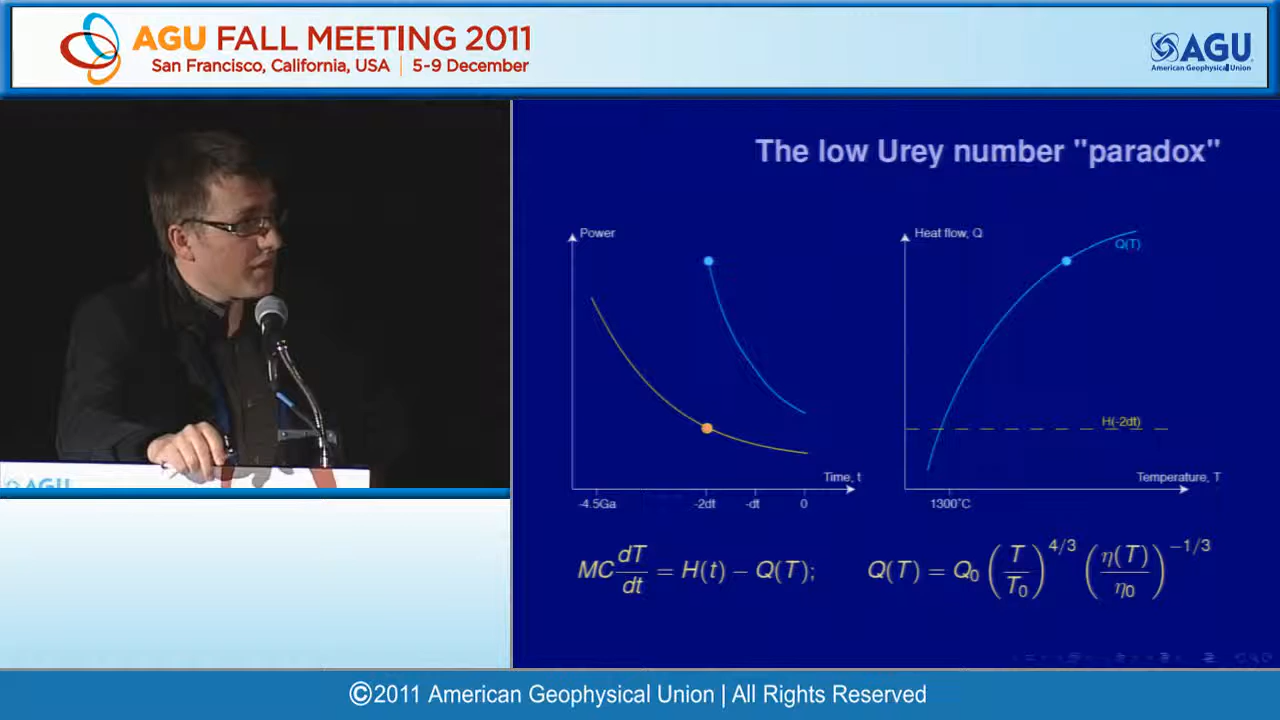 AGU FALL MEETING 2011
San Francisco, California, USA | 5-9 December
AGU
American Geophysical Union
AGU
The low Urey number "paradox"
Power
Time, t
-4.5Ga -2dt -dt 0
Heat flow, Q
Q(T)
H(-2dt)
Temperature, T
1300°C
MC dT/dt = H(t) − Q(T); Q(T) = Q₀ (T/T₀)^4/3 (η(T)/η₀)^−1/3
©2011 American Geophysical Union | All Rights Reserved